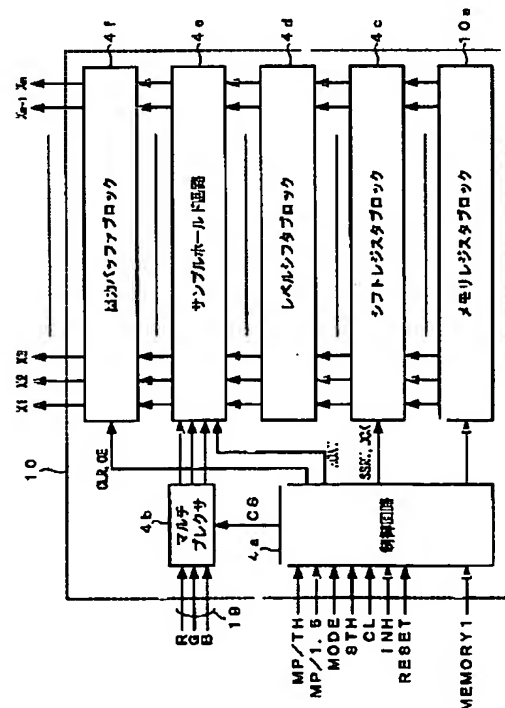 10
X1 X2 X3
Xn-1 Xn
出力バッファブロック
4f
CLR,OE
サンプルホールド回路
4e
マルチ
プレクサ
4b
R
G
B
19
CS
レベルシフタブロック
4d
シフトレジスタブロック
4c
メモリレジスタブロック
10a
制御回路
4a
MP/TH
MP/1.5
MODE
STH
CL
INH
RESET
MEMORY1